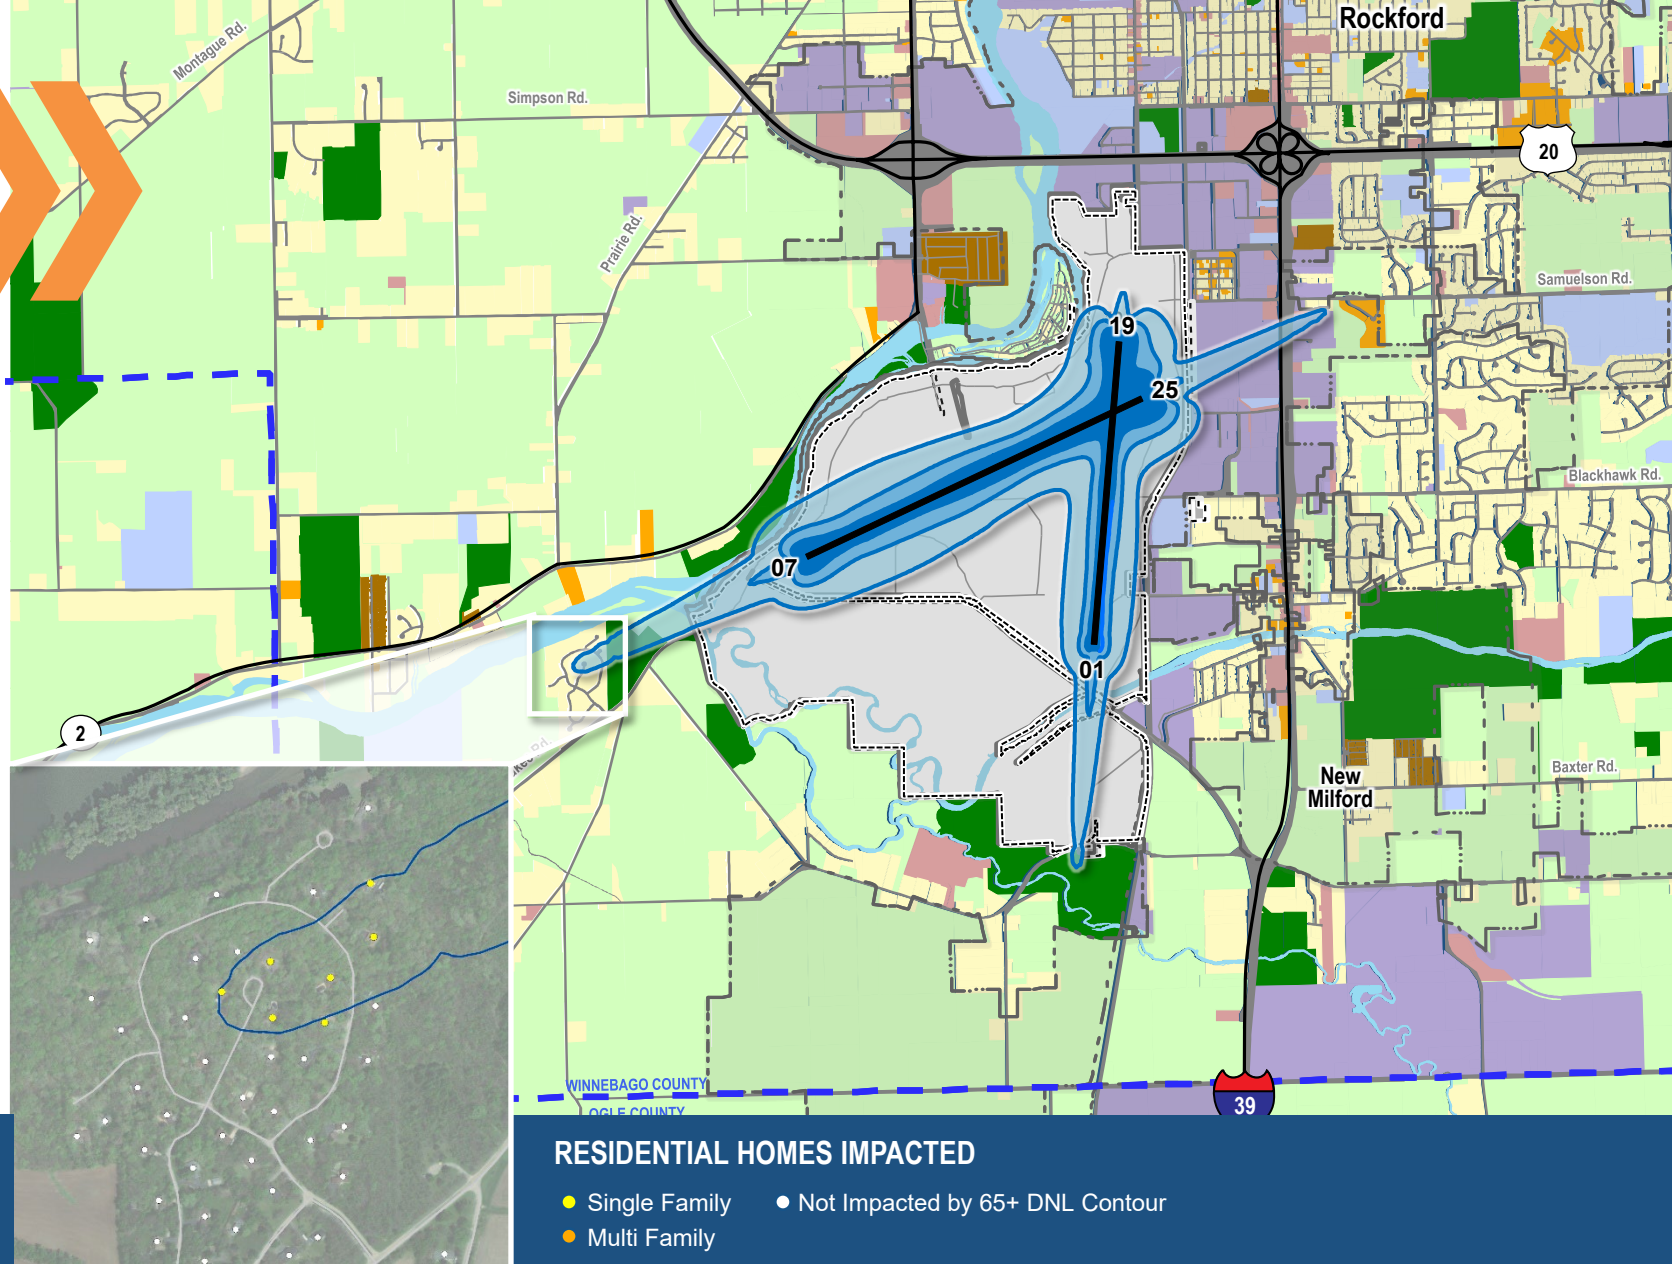 Rockford
Montague Rd.
Simpson Rd.
20
Prairie Rd.
Samuelson Rd.
19
25
Blackhawk Rd.
07
01
2
New
Milford
Baxter Rd.
WINNEBAGO COUNTY
OGLE COUNTY
39
RESIDENTIAL HOMES IMPACTED
Single Family
Not Impacted by 65+ DNL Contour
Multi Family